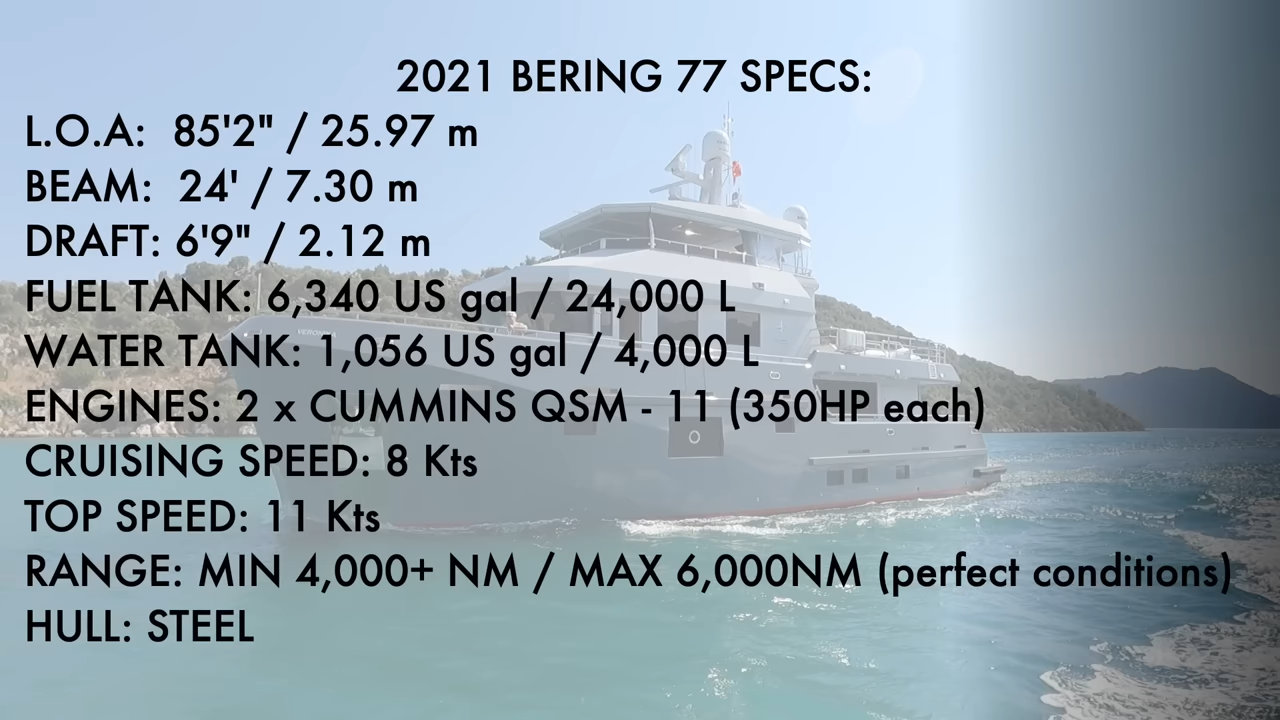 2021 BERING 77 SPECS:
L.O.A: 85'2" / 25.97 m
BEAM: 24' / 7.30 m
DRAFT: 6'9" / 2.12 m
FUEL TANK: 6,340 US gal / 24,000 L
WATER TANK: 1,056 US gal / 4,000 L
ENGINES: 2 x CUMMINS QSM - 11 (350HP each)
CRUISING SPEED: 8 Kts
TOP SPEED: 11 Kts
RANGE: MIN 4,000+ NM / MAX 6,000NM (perfect conditions)
HULL: STEEL
VERONIKA